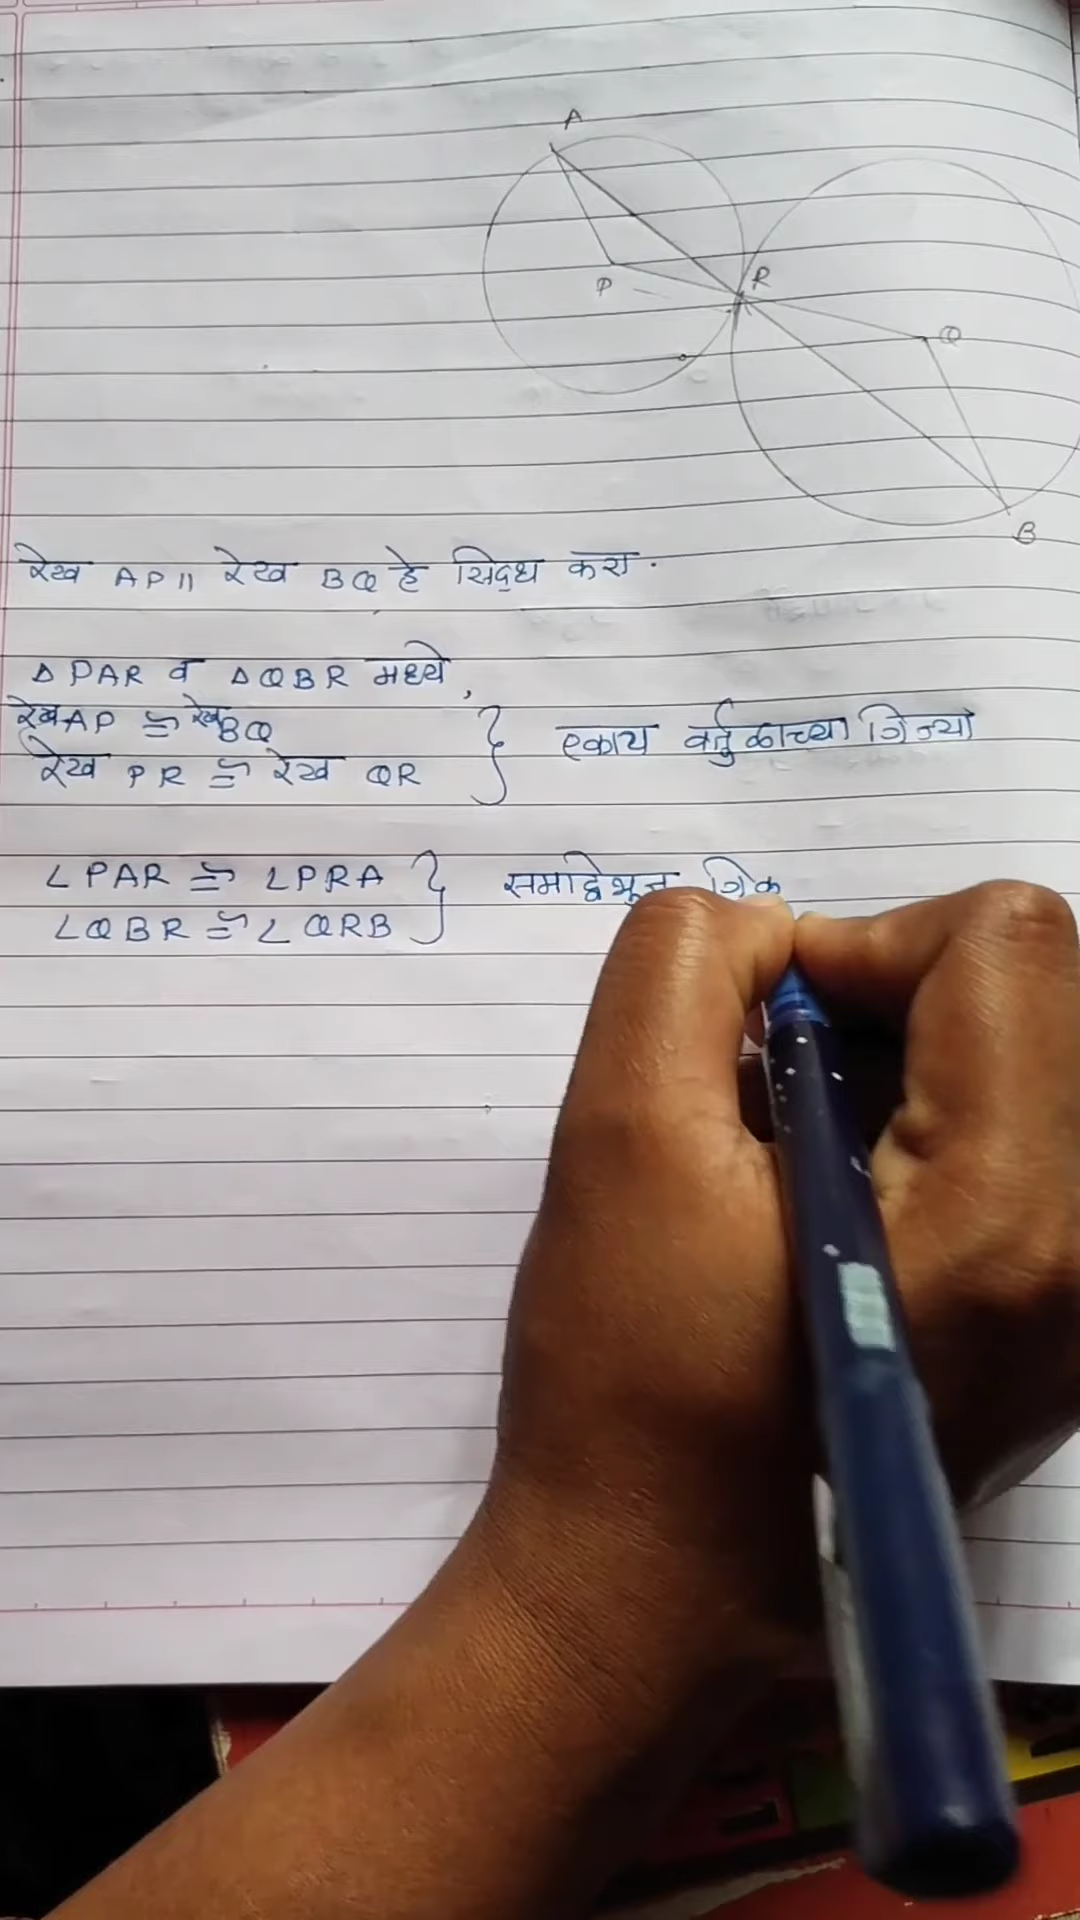 A
R
P
Q
B
रेख AP || रेख BQ हे सिद्ध करा.
△ PAR व △QBR मध्ये,
रेख AP ≅ रेख BQ
रेख PR ≅ रेख QR } एकाच वर्तुळाच्या त्रिज्या
∠PAR ≅ ∠PRA } समद्विभूज त्रिक
∠QBR ≅ ∠QRB